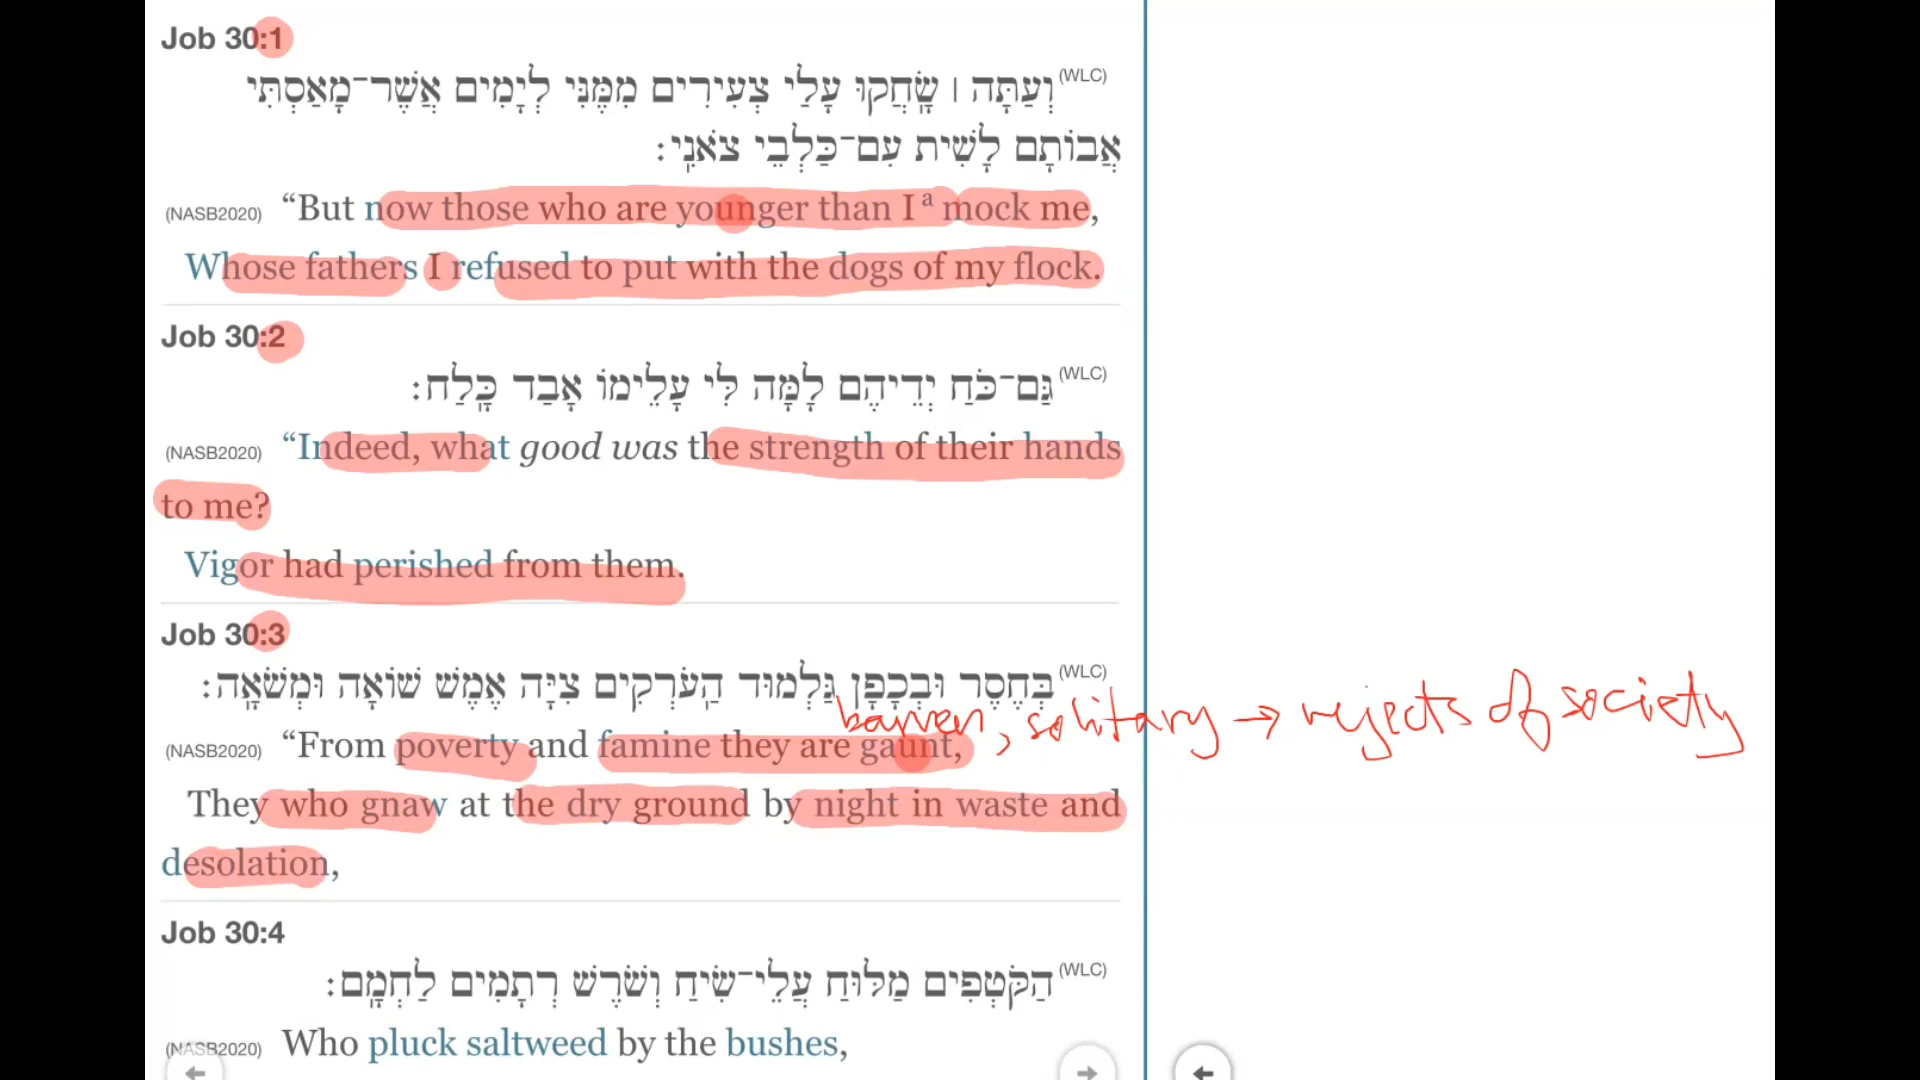 Job 30:1
(WLC) וְעַתָּה ׀ שָׂחֲקוּ עָלַי צְעִירִים מִמֶּנִּי לְיָמִים אֲשֶׁר־מָאַסְתִּי
אֲבוֹתָם לָשִׁית עִם־כַּלְבֵי צֹאנִי׃
(NASB2020) “But now those who are younger than I a mock me,
Whose fathers I refused to put with the dogs of my flock.
Job 30:2
(WLC) גַּם־כֹּחַ יְדֵיהֶם לָמָּה לִּי עָלֵימוֹ אָבַד כָּלַח׃
(NASB2020) “Indeed, what good was the strength of their hands
to me?
Vigor had perished from them.
Job 30:3
(WLC) בְּחֶסֶר וּבְכָפָן גַּלְמוּד הַעֹרְקִים צִיָּה אֶמֶשׁ שׁוֹאָה וּמְשֹׁאָה׃
barren, solitary → rejects of society
(NASB2020) “From poverty and famine they are gaunt,
They who gnaw at the dry ground by night in waste and
desolation,
Job 30:4
(WLC) הַקֹּטְפִים מַלּוּחַ עֲלֵי־שִׂיחַ וְשֹׁרֶשׁ רְתָמִים לַחְמָם׃
(NASB2020) Who pluck saltweed by the bushes,